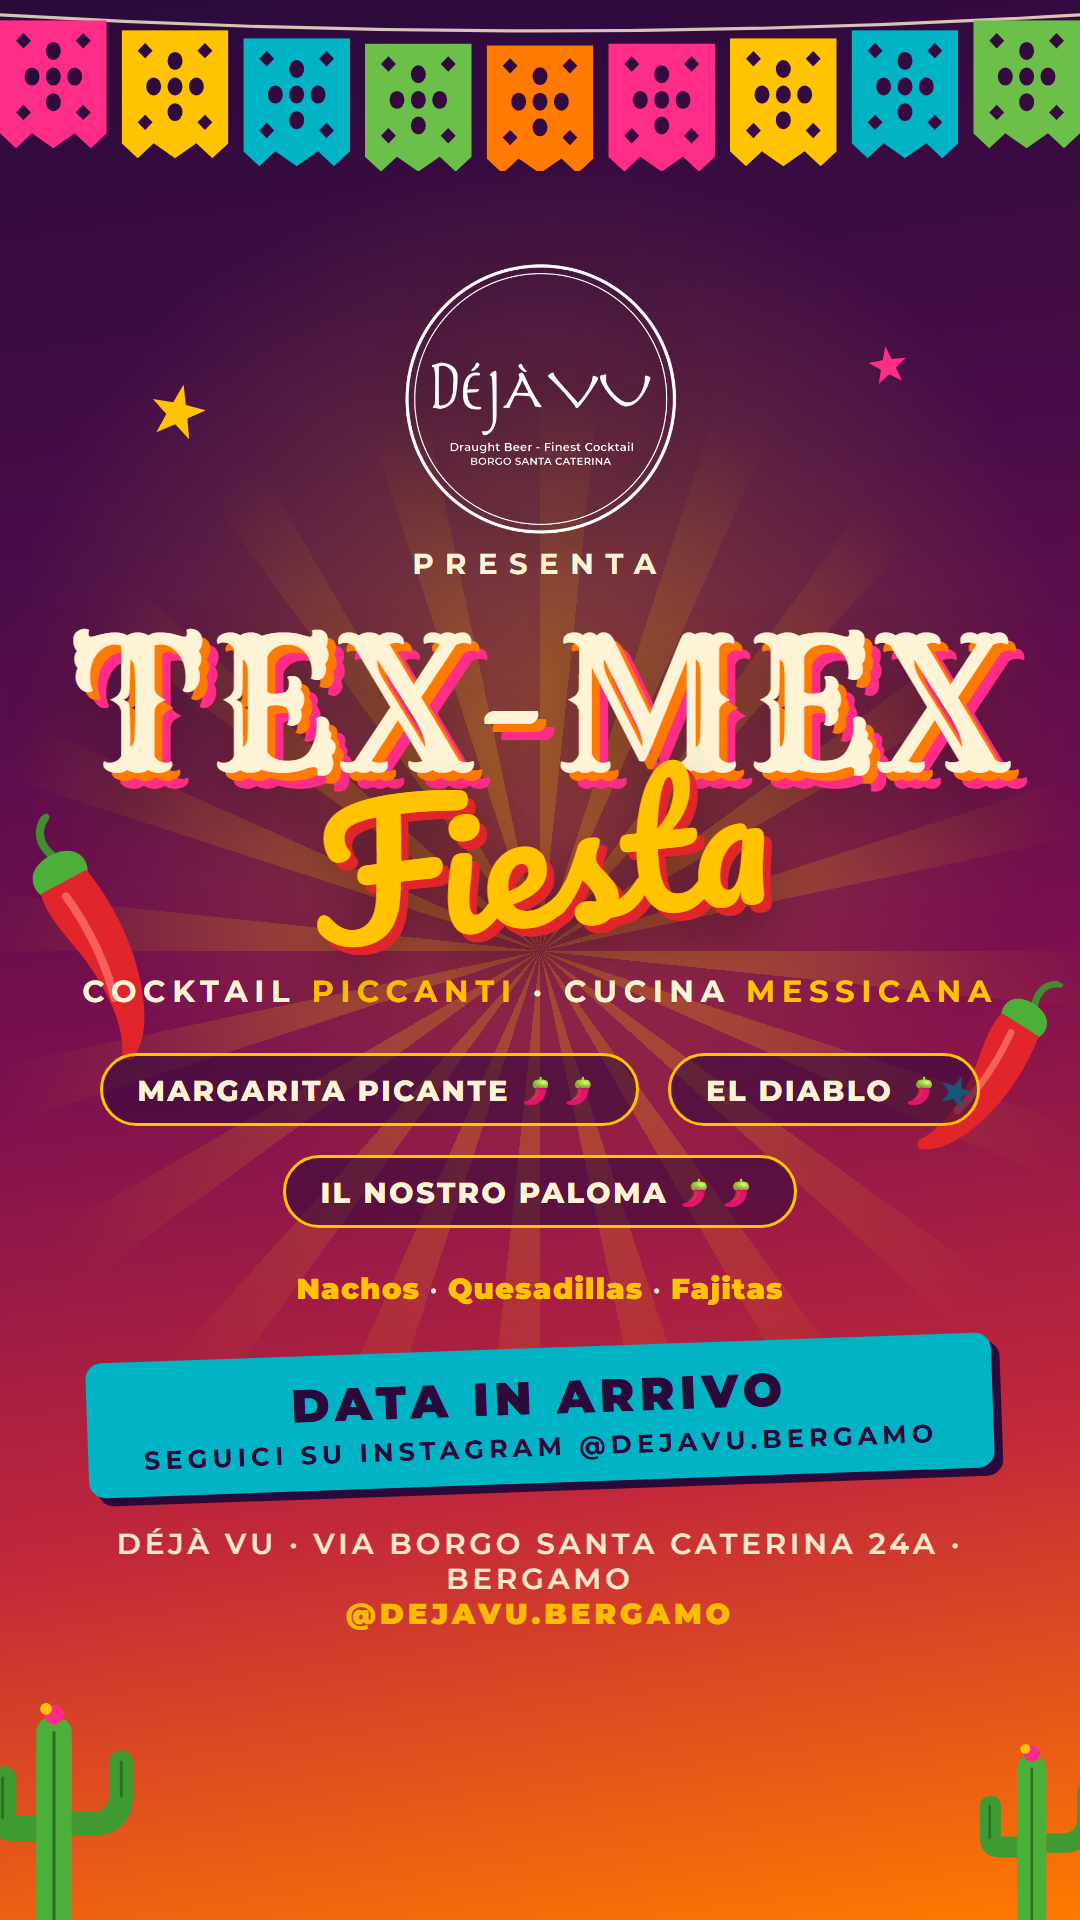 DÉJÀ VU
Draught Beer - Finest Cocktail
BORGO SANTA CATERINA
PRESENTA
TEX-MEX
Fiesta
COCKTAIL PICCANTI · CUCINA MESSICANA
MARGARITA PICANTE 🌶️🌶️
EL DIABLO 🌶️
IL NOSTRO PALOMA 🌶️🌶️
Nachos · Quesadillas · Fajitas
DATA IN ARRIVO
SEGUICI SU INSTAGRAM @DEJAVU.BERGAMO
DÉJÀ VU · VIA BORGO SANTA CATERINA 24A ·
BERGAMO
@DEJAVU.BERGAMO